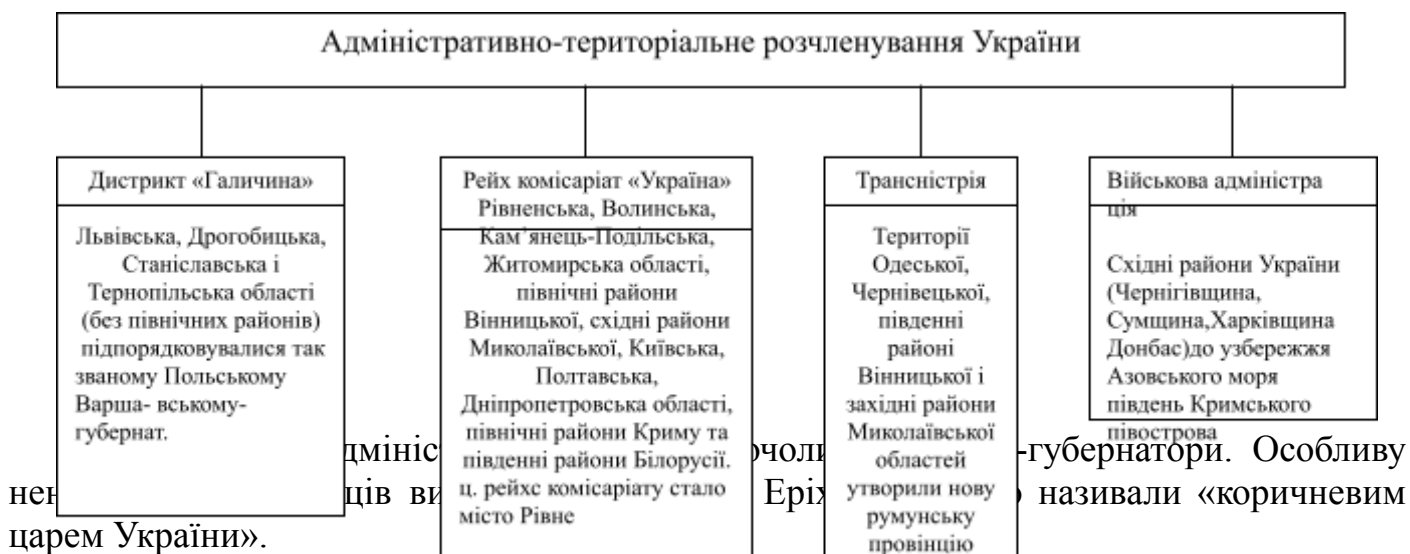 Адміністративно-територіальне розчленування України
Дистрикт «Галичина»
Львівська, Дрогобицька,
Станіславська і
Тернопільська області
(без північних районів)
підпорядковувалися так
званому Польському
Варша- вському-
губернат.
Рейх комісаріат «Україна»
Рівненська, Волинська,
Кам’янець-Подільська,
Житомирська області,
північні райони
Вінницької, східні райони
Миколаївської, Київська,
Полтавська,
Дніпропетровська області,
північні райони Криму та
південні райони Білорусії.
ц. рейхс комісаріату стало
місто Рівне
Трансністрія
Території
Одеської,
Чернівецької,
південні
районі
Вінницької і
західні райони
Миколаївської
областей
утворили нову
румунську
провінцію
Військова адміністра
ція
Східні райони України
(Чернігівщина,
Сумщина,Харківщина
Донбас)до узбережжя
Азовського моря
південь Кримського
півострова
-губернатори. Особливу
називали «коричневим
царем України».